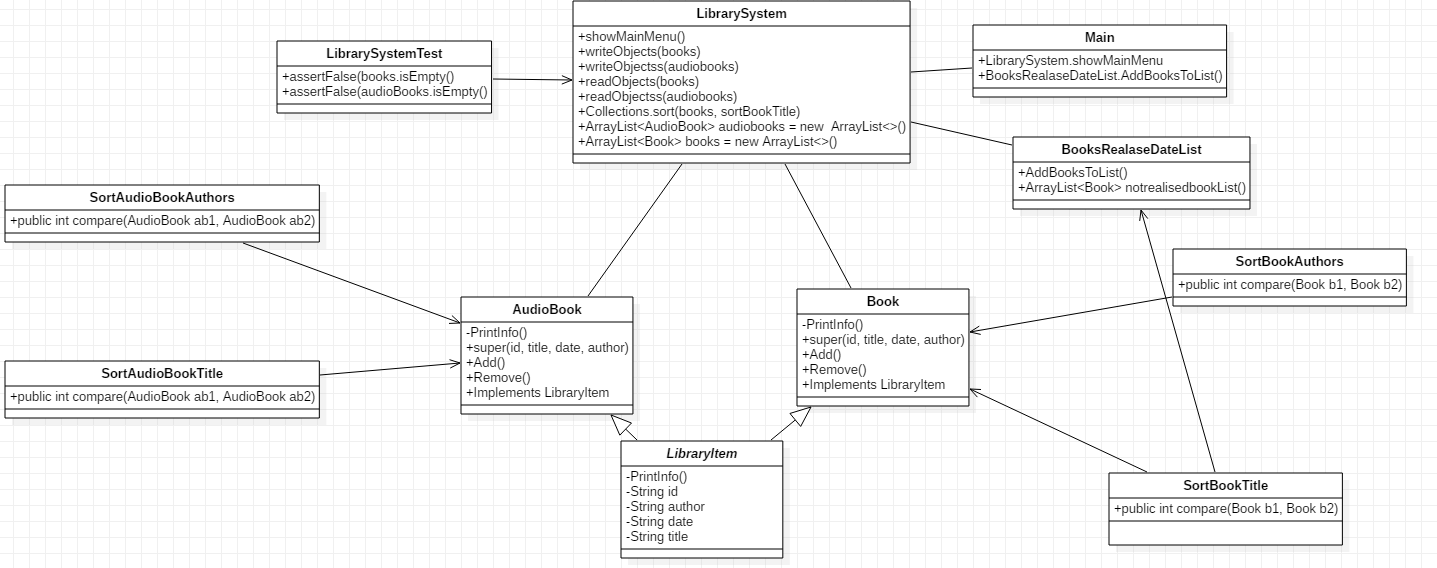 LibrarySystem
+showMainMenu()
+writeObjects(books)
+writeObjectss(audiobooks)
+readObjects(books)
+readObjectss(audiobooks)
+Collections.sort(books, sortBookTitle)
+ArrayList<AudioBook> audiobooks = new  ArrayList<>()
+ArrayList<Book> books = new ArrayList<>()
LibrarySystemTest
+assertFalse(books.isEmpty()
+assertFalse(audioBooks.isEmpty()
Main
+LibrarySystem.showMainMenu
+BooksRealaseDateList.AddBooksToList()
BooksRealaseDateList
+AddBooksToList()
+ArrayList<Book> notrealisedbookList()
SortAudioBookAuthors
+public int compare(AudioBook ab1, AudioBook ab2)
SortBookAuthors
+public int compare(Book b1, Book b2)
AudioBook
-PrintInfo()
+super(id, title, date, author)
+Add()
+Remove()
+Implements LibraryItem
Book
-PrintInfo()
+super(id, title, date, author)
+Add()
+Remove()
+Implements LibraryItem
SortAudioBookTitle
+public int compare(AudioBook ab1, AudioBook ab2)
LibraryItem
-PrintInfo()
-String id
-String author
-String date
-String title
SortBookTitle
+public int compare(Book b1, Book b2)